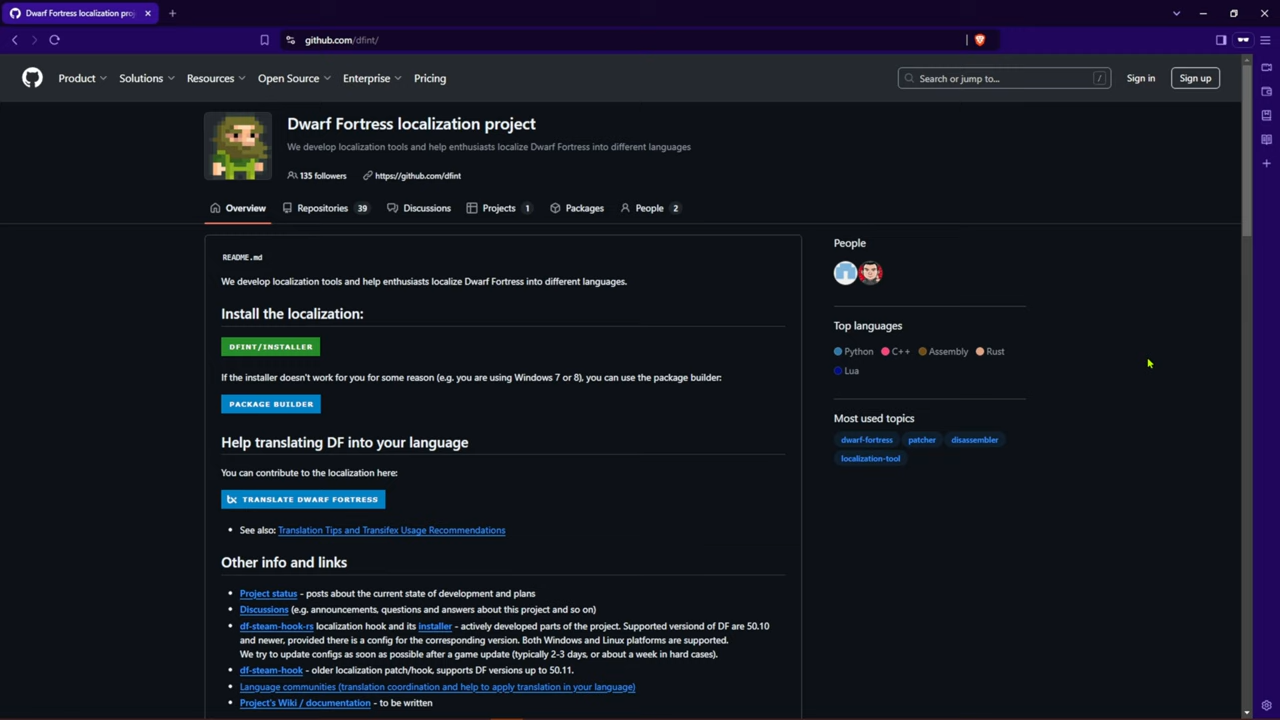 Dwarf Fortress localization proj
github.com/dfint/
Product
Solutions
Resources
Open Source
Enterprise
Pricing
Search or jump to...
/
Sign in
Sign up
Dwarf Fortress localization project
We develop localization tools and help enthusiasts localize Dwarf Fortress into different languages
135 followers
https://github.com/dfint
Overview
Repositories 39
Discussions
Projects 1
Packages
People 2
README.md
We develop localization tools and help enthusiasts localize Dwarf Fortress into different languages.
Install the localization:
DFINT/INSTALLER
If the installer doesn't work for you for some reason (e.g. you are using Windows 7 or 8), you can use the package builder:
PACKAGE BUILDER
Help translating DF into your language
You can contribute to the localization here:
TRANSLATE DWARF FORTRESS
• See also: Translation Tips and Transifex Usage Recommendations
Other info and links
• Project status - posts about the current state of development and plans
• Discussions (e.g. announcements, questions and answers about this project and so on)
• df-steam-hook-rs localization hook and its installer - actively developed parts of the project. Supported versiond of DF are 50.10
and newer, provided there is a config for the corresponding version. Both Windows and Linux platforms are supported.
We try to update configs as soon as possible after a game update (typically 2-3 days, or about a week in hard cases).
• df-steam-hook - older localization patch/hook, supports DF versions up to 50.11.
• Language communities (translation coordination and help to apply translation in your language)
• Project's Wiki / documentation - to be written
People
Top languages
Python
C++
Assembly
Rust
Lua
Most used topics
dwarf-fortress
patcher
disassembler
localization-tool